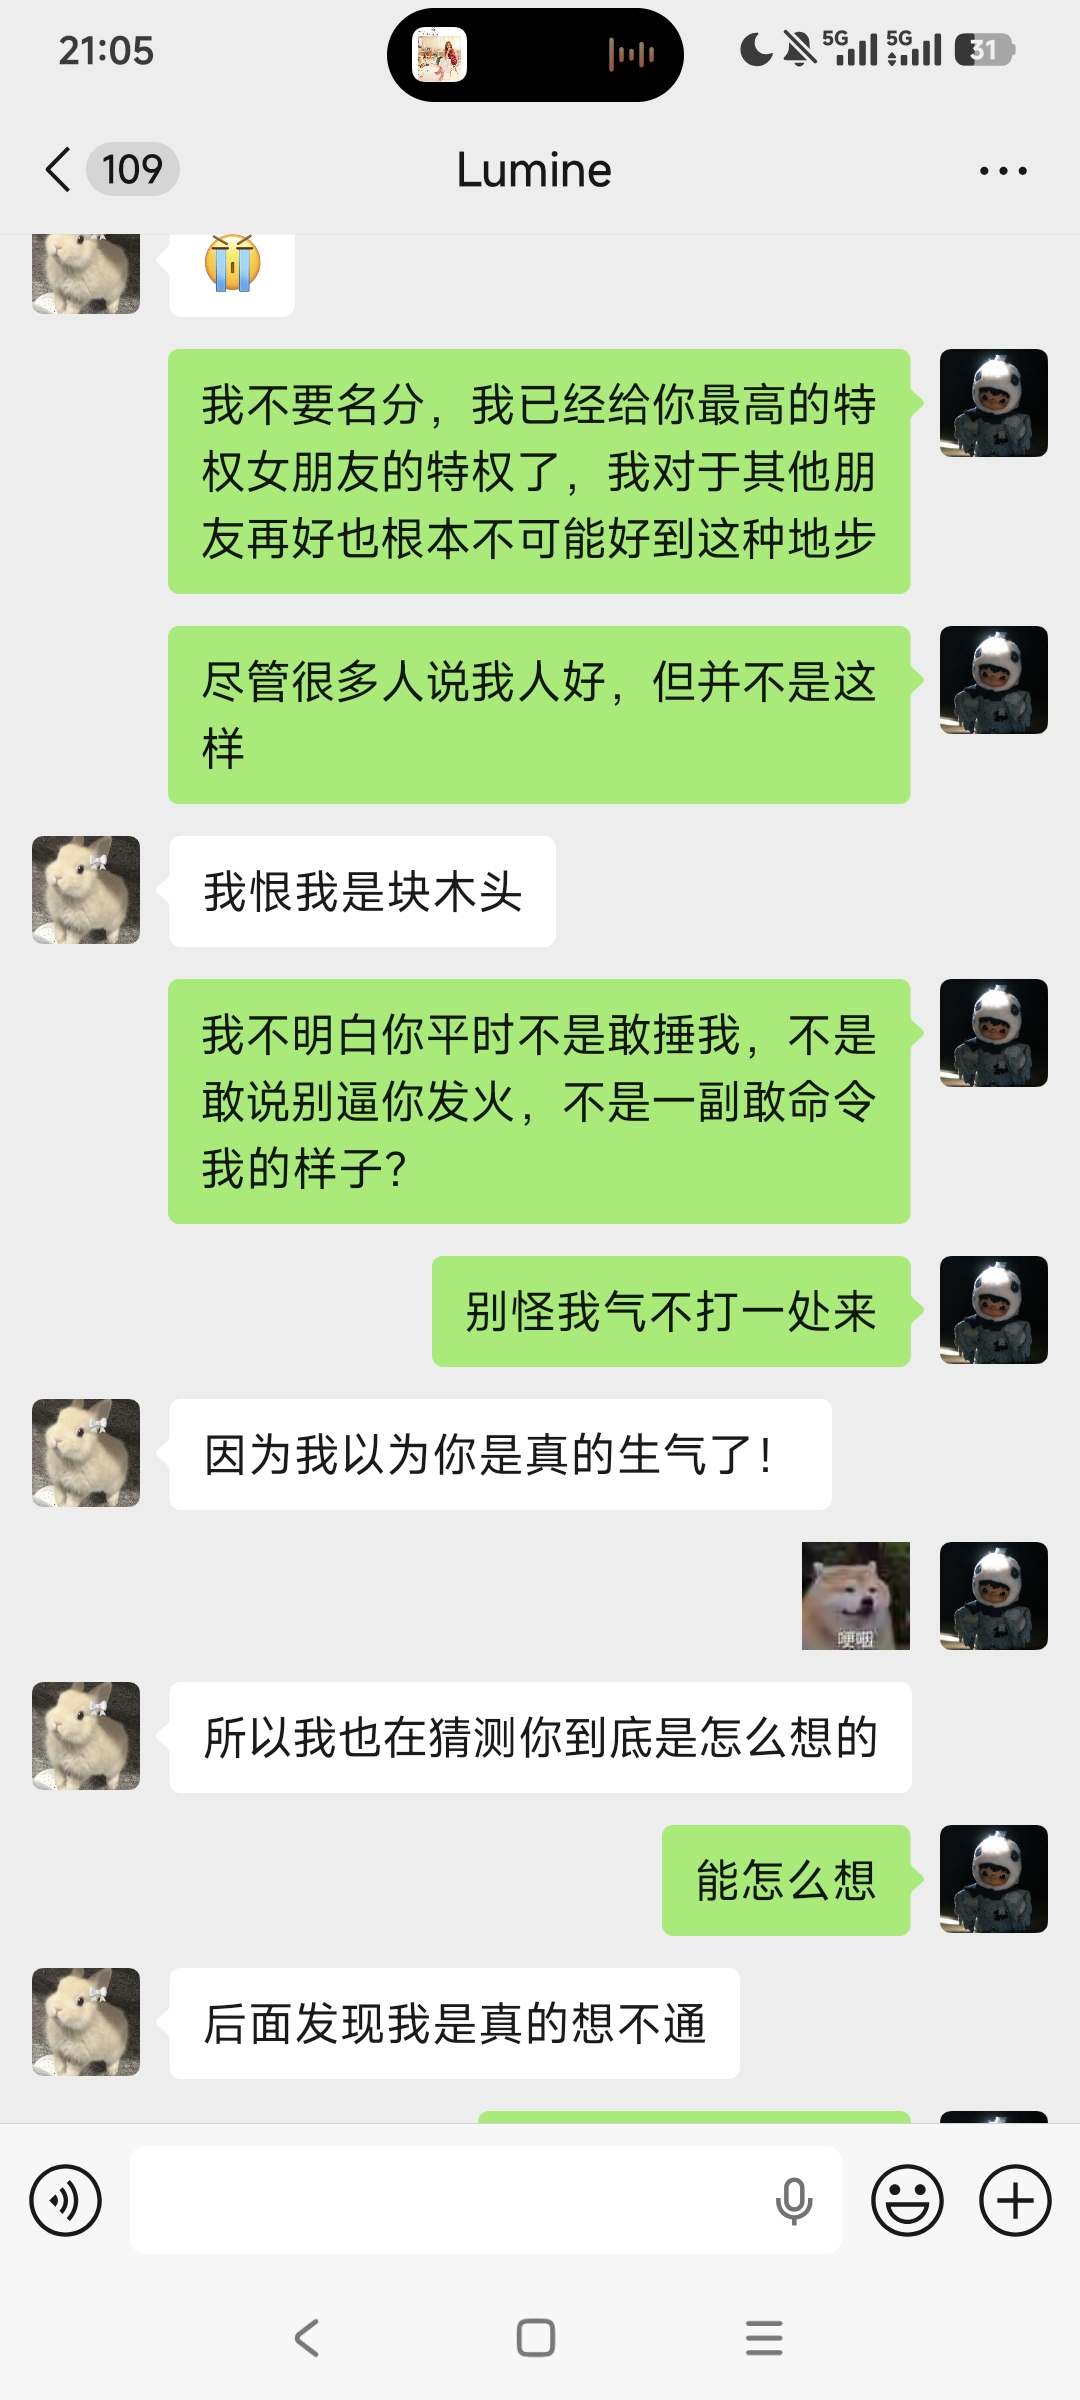 21:05
5G
5G
31
109
Lumine
我不要名分，我已经给你最高的特
权女朋友的特权了，我对于其他朋
友再好也根本不可能好到这种地步
尽管很多人说我人好，但并不是这
样
我恨我是块木头
我不明白你平时不是敢捶我，不是
敢说别逼你发火，不是一副敢命令
我的样子？
别怪我气不打一处来
因为我以为你是真的生气了！
哽咽
所以我也在猜测你到底是怎么想的
能怎么想
后面发现我是真的想不通